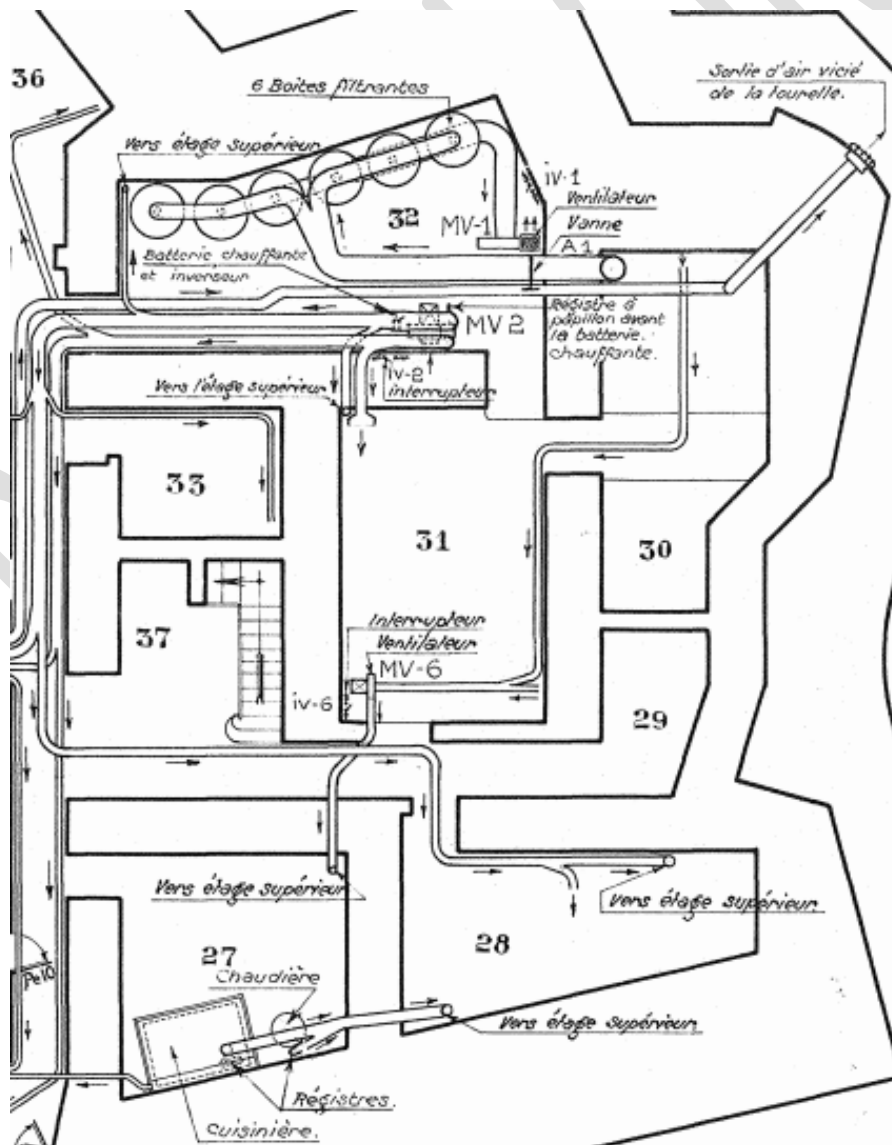 36
6 Boites filtrantes
Sortie d'air vicié
de la tourelle.
Vers étage supérieur
iv-1
32
MV-1
Ventilateur
Vanne
A1
Batterie chauffante
et inverseur
MV 2
Régistre à
papillon avant
la batterie.
chauffante.
iv-2
interrupteur
Vers l'étage supérieur
33
31
30
37
Interrupteur
Ventilateur
MV-6
iv-6
29
Vers étage supérieur
Vers étage supérieur.
28
27
Pe10
Chaudière
Vers étage supérieur
Régistres.
Cuisinière.